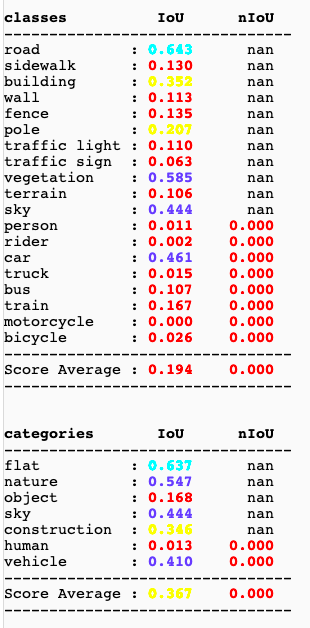 classes IoU nIoU
--------------------------------
road : 0.643 nan
sidewalk : 0.130 nan
building : 0.352 nan
wall : 0.113 nan
fence : 0.135 nan
pole : 0.207 nan
traffic light : 0.110 nan
traffic sign : 0.063 nan
vegetation : 0.585 nan
terrain : 0.106 nan
sky : 0.444 nan
person : 0.011 0.000
rider : 0.002 0.000
car : 0.461 0.000
truck : 0.015 0.000
bus : 0.107 0.000
train : 0.167 0.000
motorcycle : 0.000 0.000
bicycle : 0.026 0.000
--------------------------------
Score Average : 0.194 0.000
--------------------------------
categories IoU nIoU
--------------------------------
flat : 0.637 nan
nature : 0.547 nan
object : 0.168 nan
sky : 0.444 nan
construction : 0.346 nan
human : 0.013 0.000
vehicle : 0.410 0.000
--------------------------------
Score Average : 0.367 0.000
--------------------------------